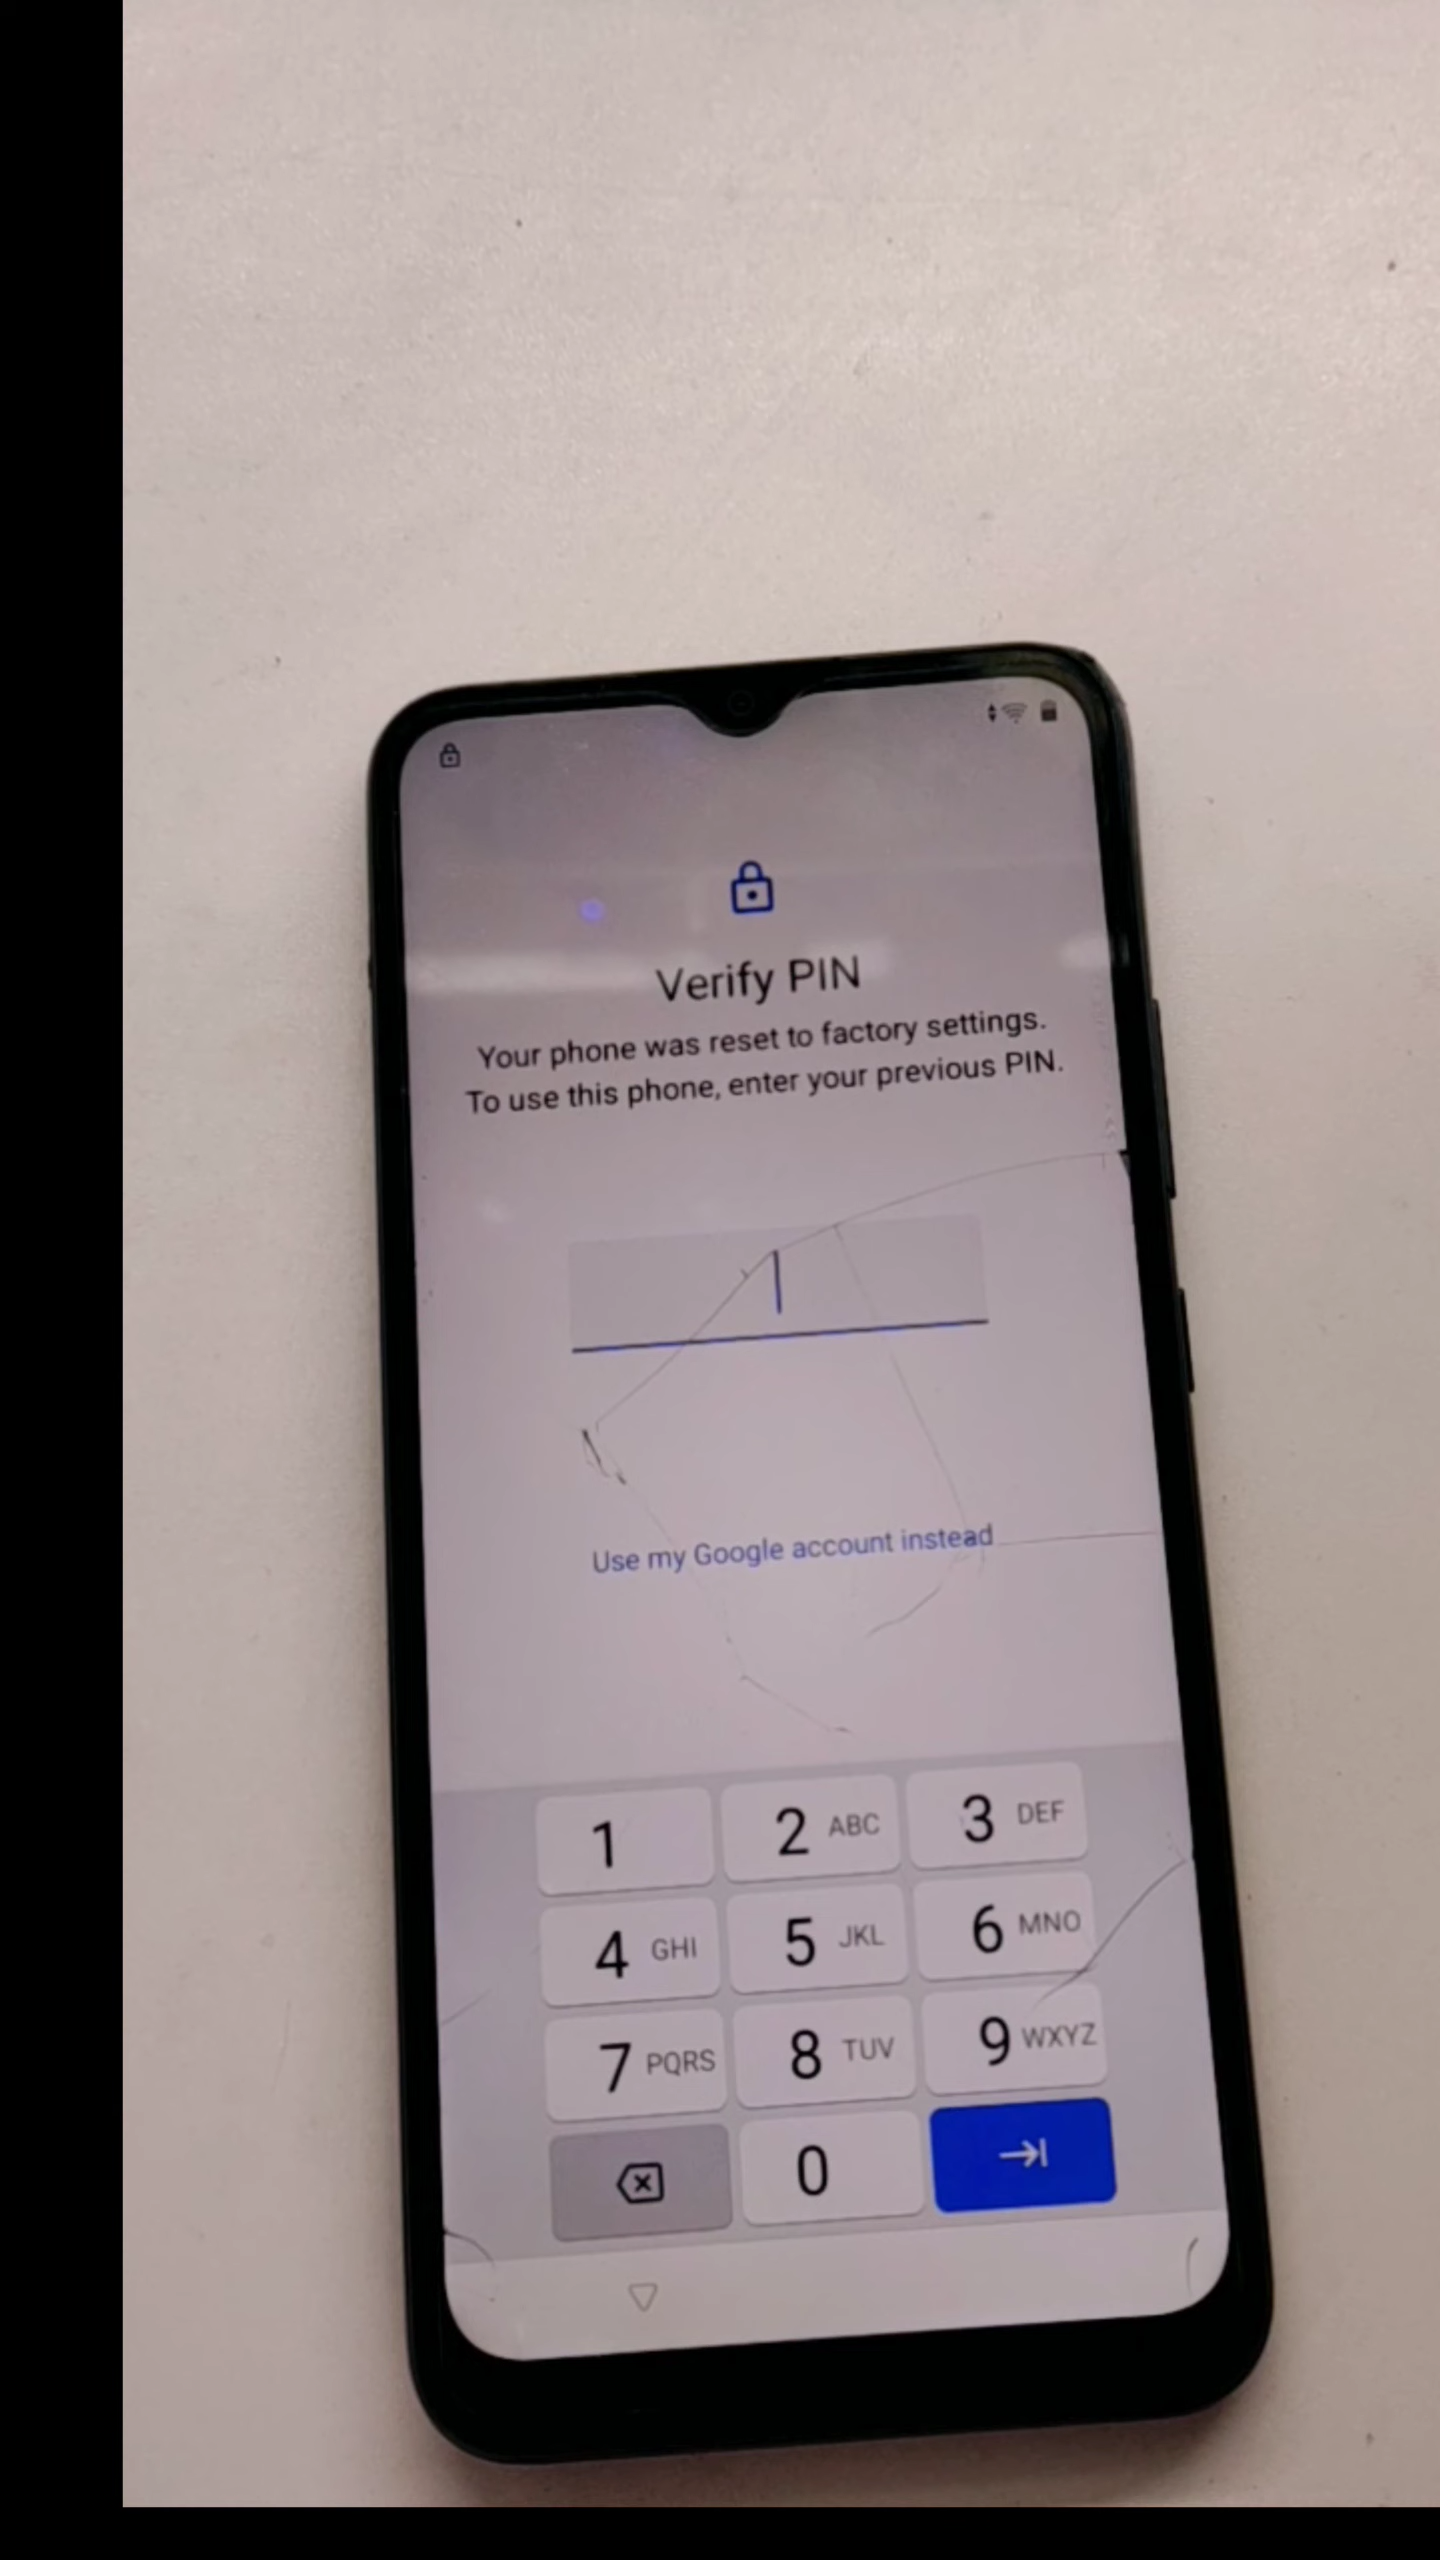 Verify PIN
Your phone was reset to factory settings.
To use this phone, enter your previous PIN.
Use my Google account instead
1
2 ABC
3 DEF
4 GHI
5 JKL
6 MNO
7 PQRS
8 TUV
9 WXYZ
0